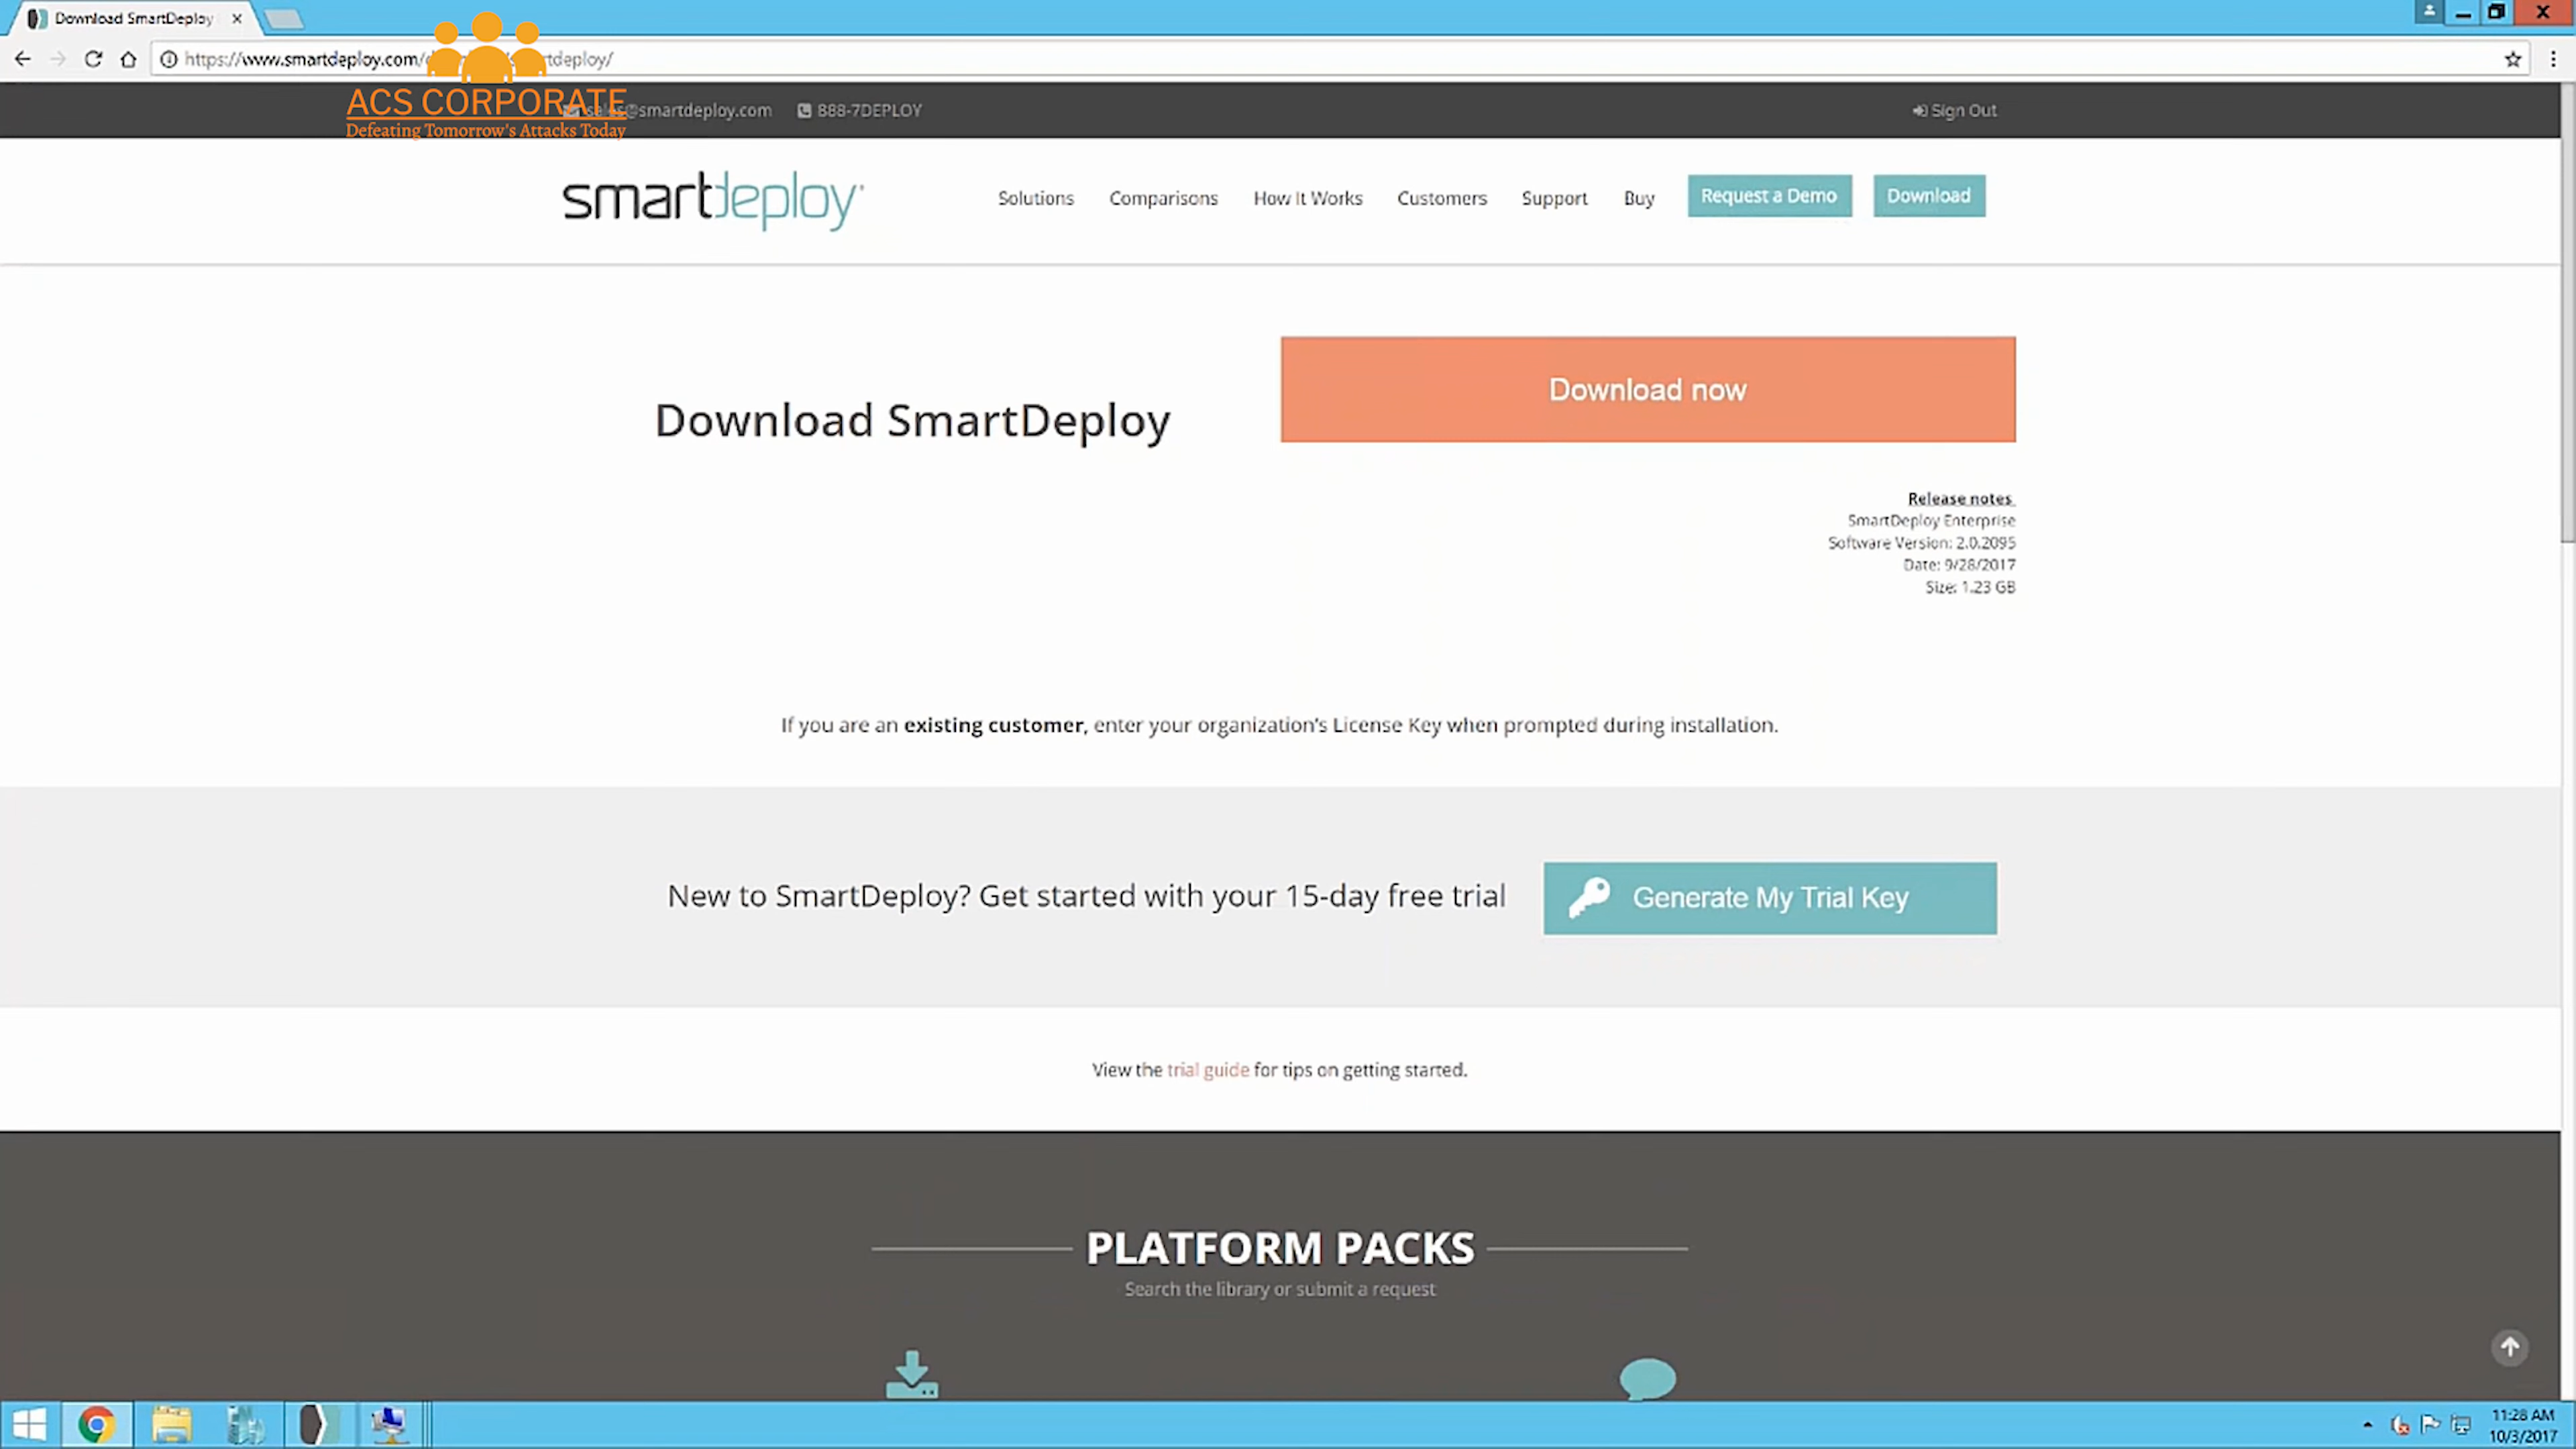 Download SmartDeploy
https://www.smartdeploy.com/
tdeploy/
ACS CORPORATE
Defeating Tomorrow's Attacks Today
sales@smartdeploy.com
888-7DEPLOY
Sign Out
smartdeploy
Solutions
Comparisons
How It Works
Customers
Support
Buy
Request a Demo
Download
Download now
Download SmartDeploy
Release notes
SmartDeploy Enterprise
Software Version: 2.0.2095
Date: 9/28/2017
Size: 1.23 GB
If you are an existing customer, enter your organization's License Key when prompted during installation.
New to SmartDeploy? Get started with your 15-day free trial
Generate My Trial Key
View the trial guide for tips on getting started.
PLATFORM PACKS
Search the library or submit a request
11:28 AM
10/3/2017